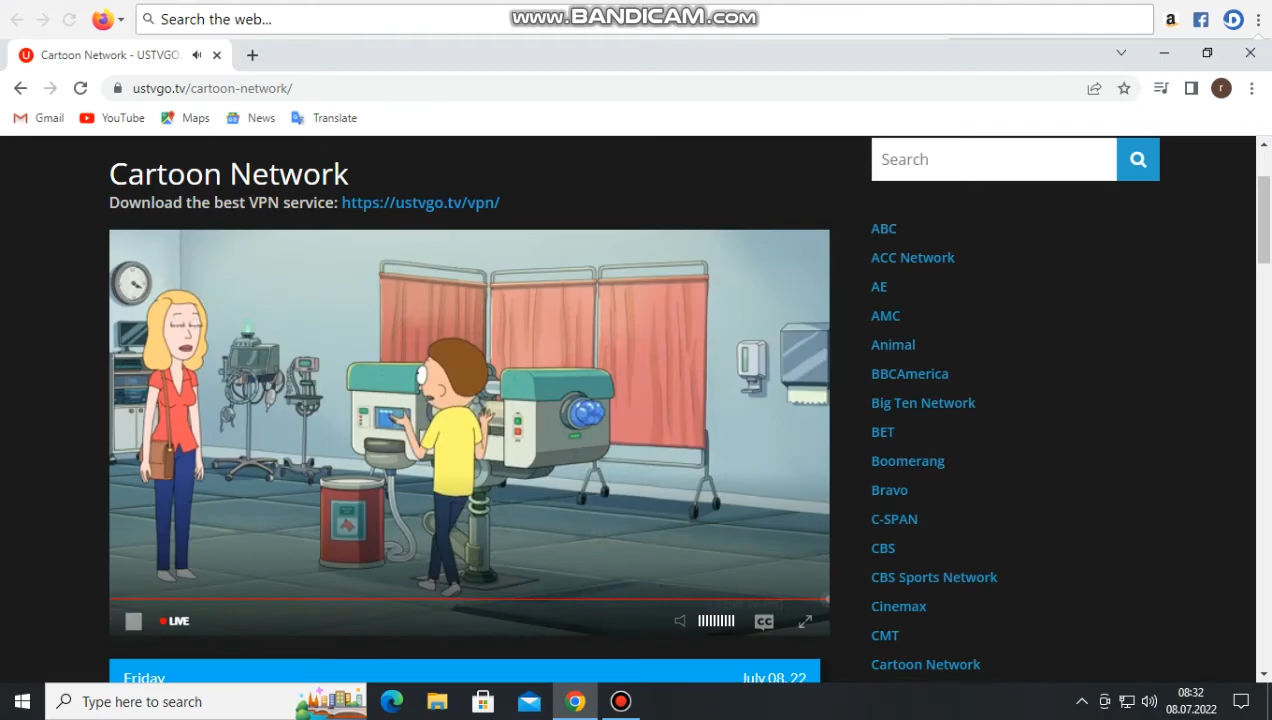 Search the web...
www.BANDICAM.com
Cartoon Network - USTVGO.
ustvgo.tv/cartoon-network/
r
Gmail
YouTube
Maps
News
Translate
Cartoon Network
Download the best VPN service: https://ustvgo.tv/vpn/
Search
ABC
ACC Network
AE
AMC
Animal
BBCAmerica
Big Ten Network
BET
Boomerang
Bravo
C-SPAN
CBS
CBS Sports Network
Cinemax
CMT
Cartoon Network
LIVE
CC
Friday
July 08, 22
Type here to search
08:32
08.07.2022